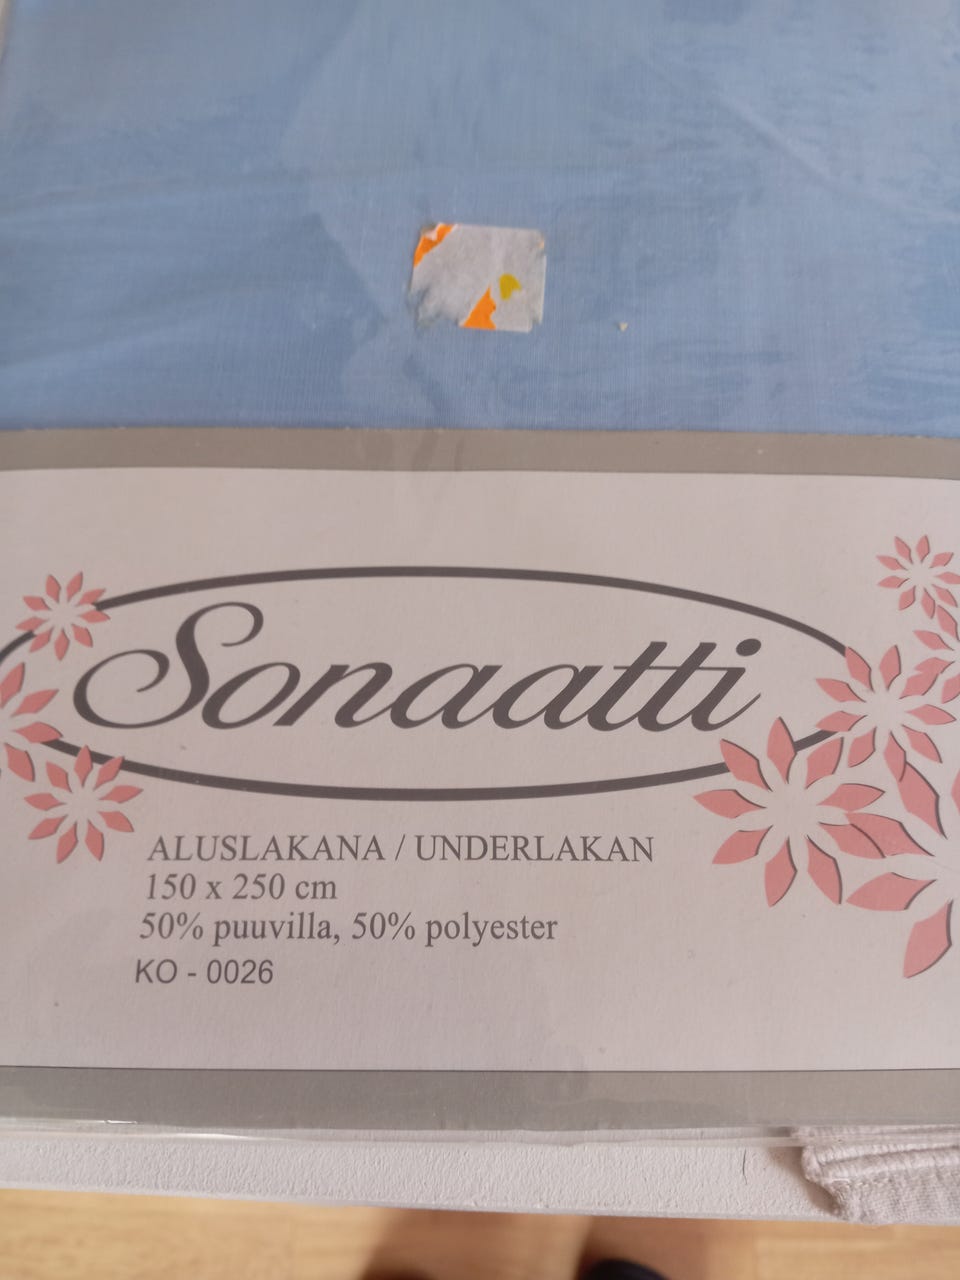 Sonaatti
ALUSLAKANA / UNDERLAKAN
150 x 250 cm
50% puuvilla, 50% polyester
KO - 0026